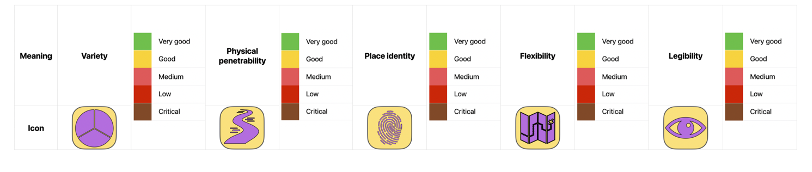 Meaning
Variety
Very good
Good
Medium
Low
Critical
Physical
penetrability
Very good
Good
Medium
Low
Critical
Place identity
Very good
Good
Medium
Low
Critical
Flexibility
Very good
Good
Medium
Low
Critical
Legibility
Very good
Good
Medium
Low
Critical
Icon